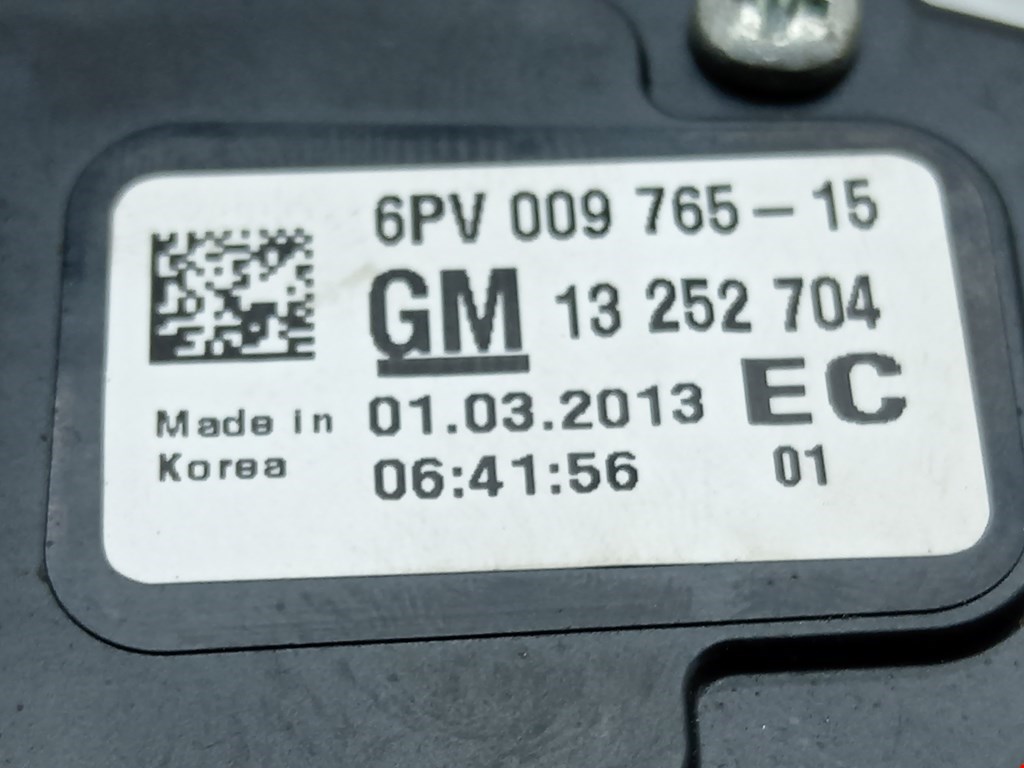 6PV 009 765-15
GM 13 252 704
Made in 01.03.2013 EC
Korea 06:41:56 01